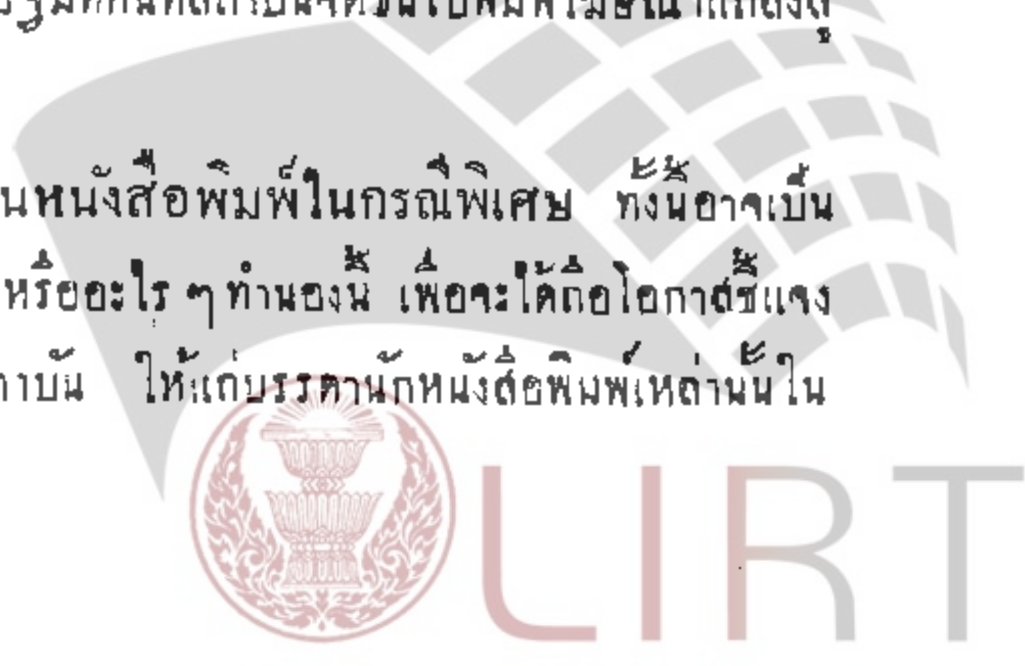 นหนังสือพิมพ์ในกรณีพิเศษ ทั้งนี้อาจเป็น
หรืออะไร ๆ ทำนองนี้ เพื่อจะได้ถือโอกาสชี้แจง
าบัน ให้แก่บรรดานักหนังสือพิมพ์เหล่านั้นใน
LIRT